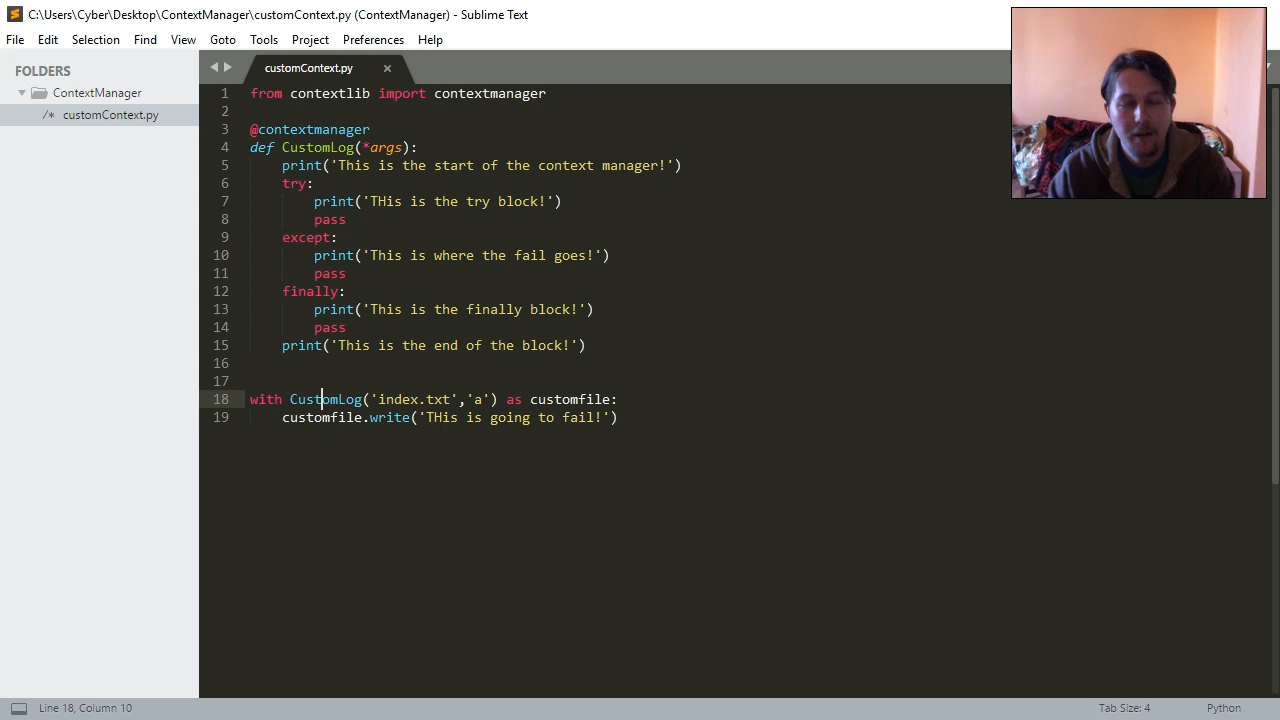 C:\Users\Cyber\Desktop\ContextManager\customContext.py (ContextManager) - Sublime Text
File Edit Selection Find View Goto Tools Project Preferences Help
FOLDERS
ContextManager
/* customContext.py
customContext.py ×
1 from contextlib import contextmanager
2
3 @contextmanager
4 def CustomLog(*args):
5     print('This is the start of the context manager!')
6     try:
7         print('THis is the try block!')
8         pass
9     except:
10         print('This is where the fail goes!')
11         pass
12     finally:
13         print('This is the finally block!')
14         pass
15     print('This is the end of the block!')
16
17
18 with CustomLog('index.txt','a') as customfile:
19     customfile.write('THis is going to fail!')
Line 18, Column 10
Tab Size: 4
Python